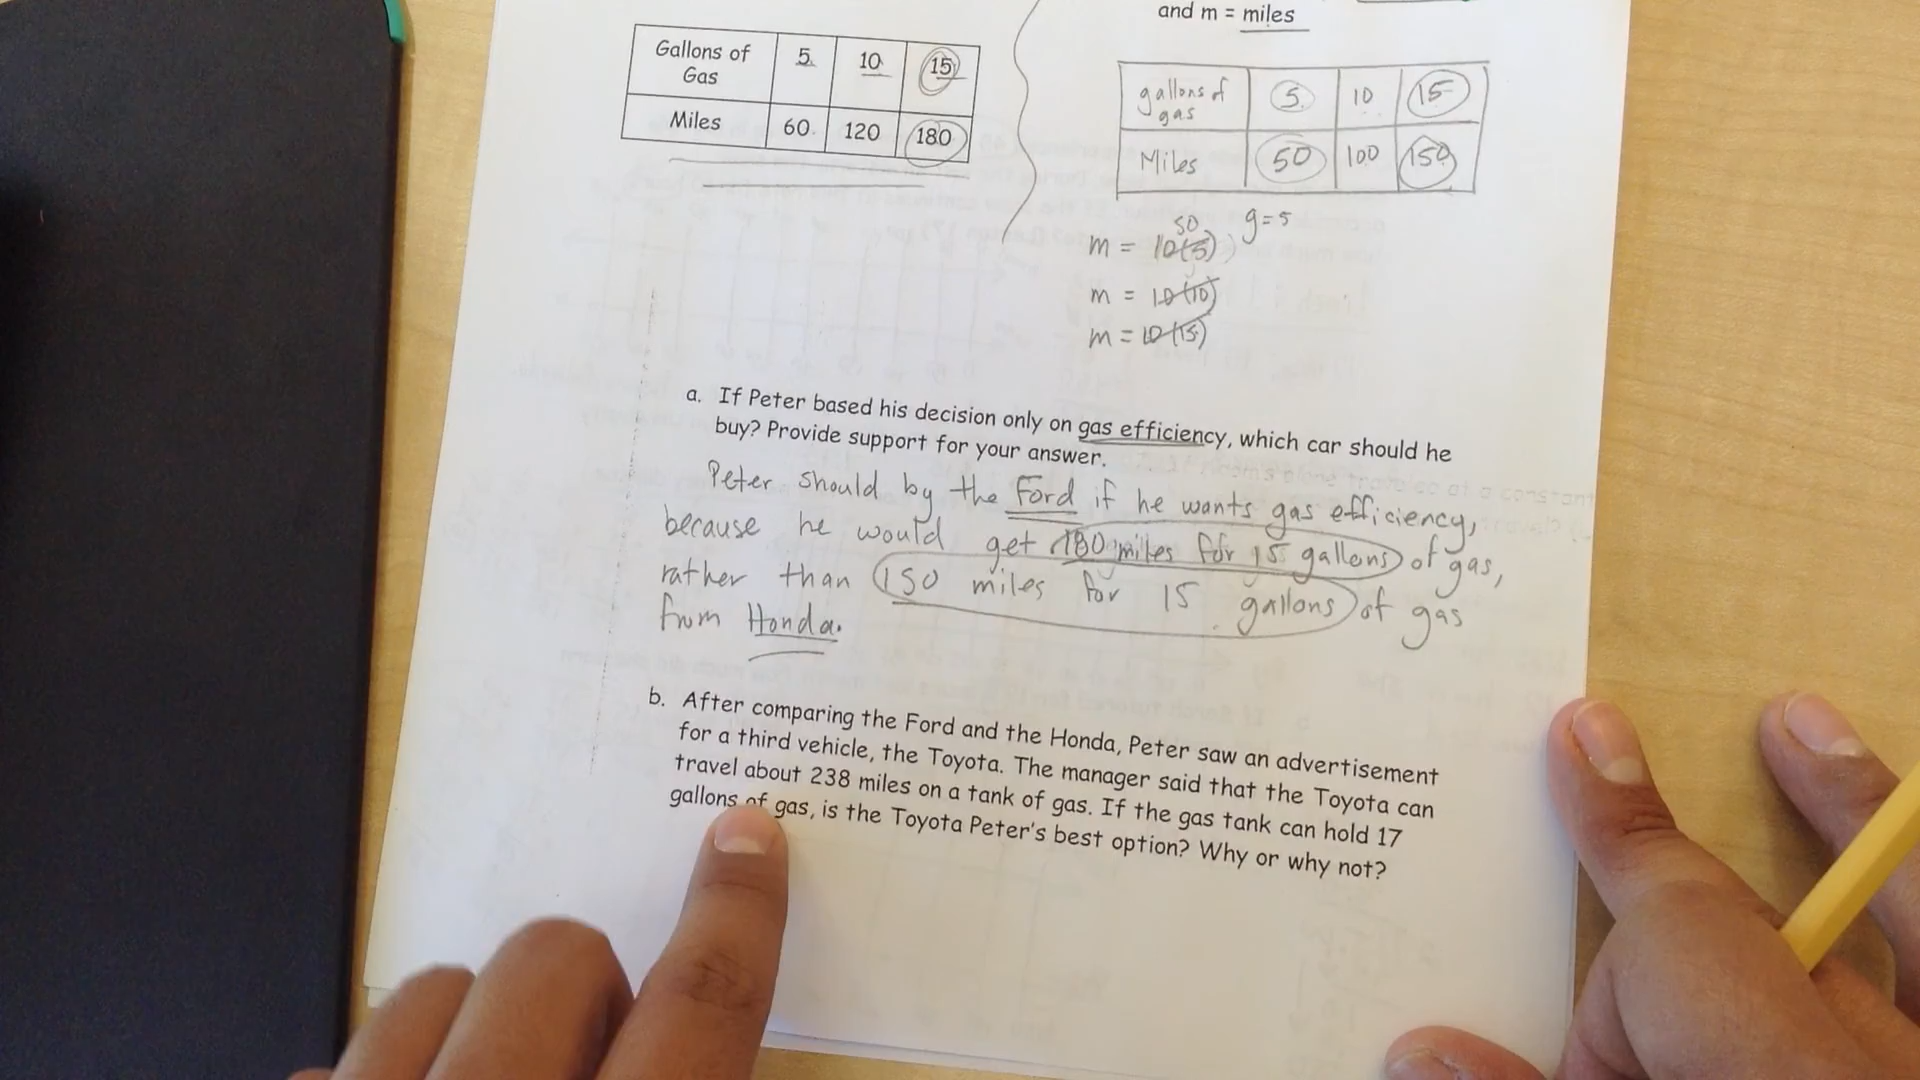 and m = miles
Gallons of Gas 5 10 15
Miles 60 120 180
gallons of gas 5 10 15
Miles 50 100 150
50 g=5
m = 10(5)
m = 10(10)
m = 10(15)
a. If Peter based his decision only on gas efficiency, which car should he
buy? Provide support for your answer.
Peter should by the Ford if he wants gas efficiency,
because he would get 180 miles for 15 gallons of gas,
rather than 150 miles for 15 gallons of gas
from Honda.
b. After comparing the Ford and the Honda, Peter saw an advertisement
for a third vehicle, the Toyota. The manager said that the Toyota can
travel about 238 miles on a tank of gas. If the gas tank can hold 17
gallons of gas, is the Toyota Peter's best option? Why or why not?